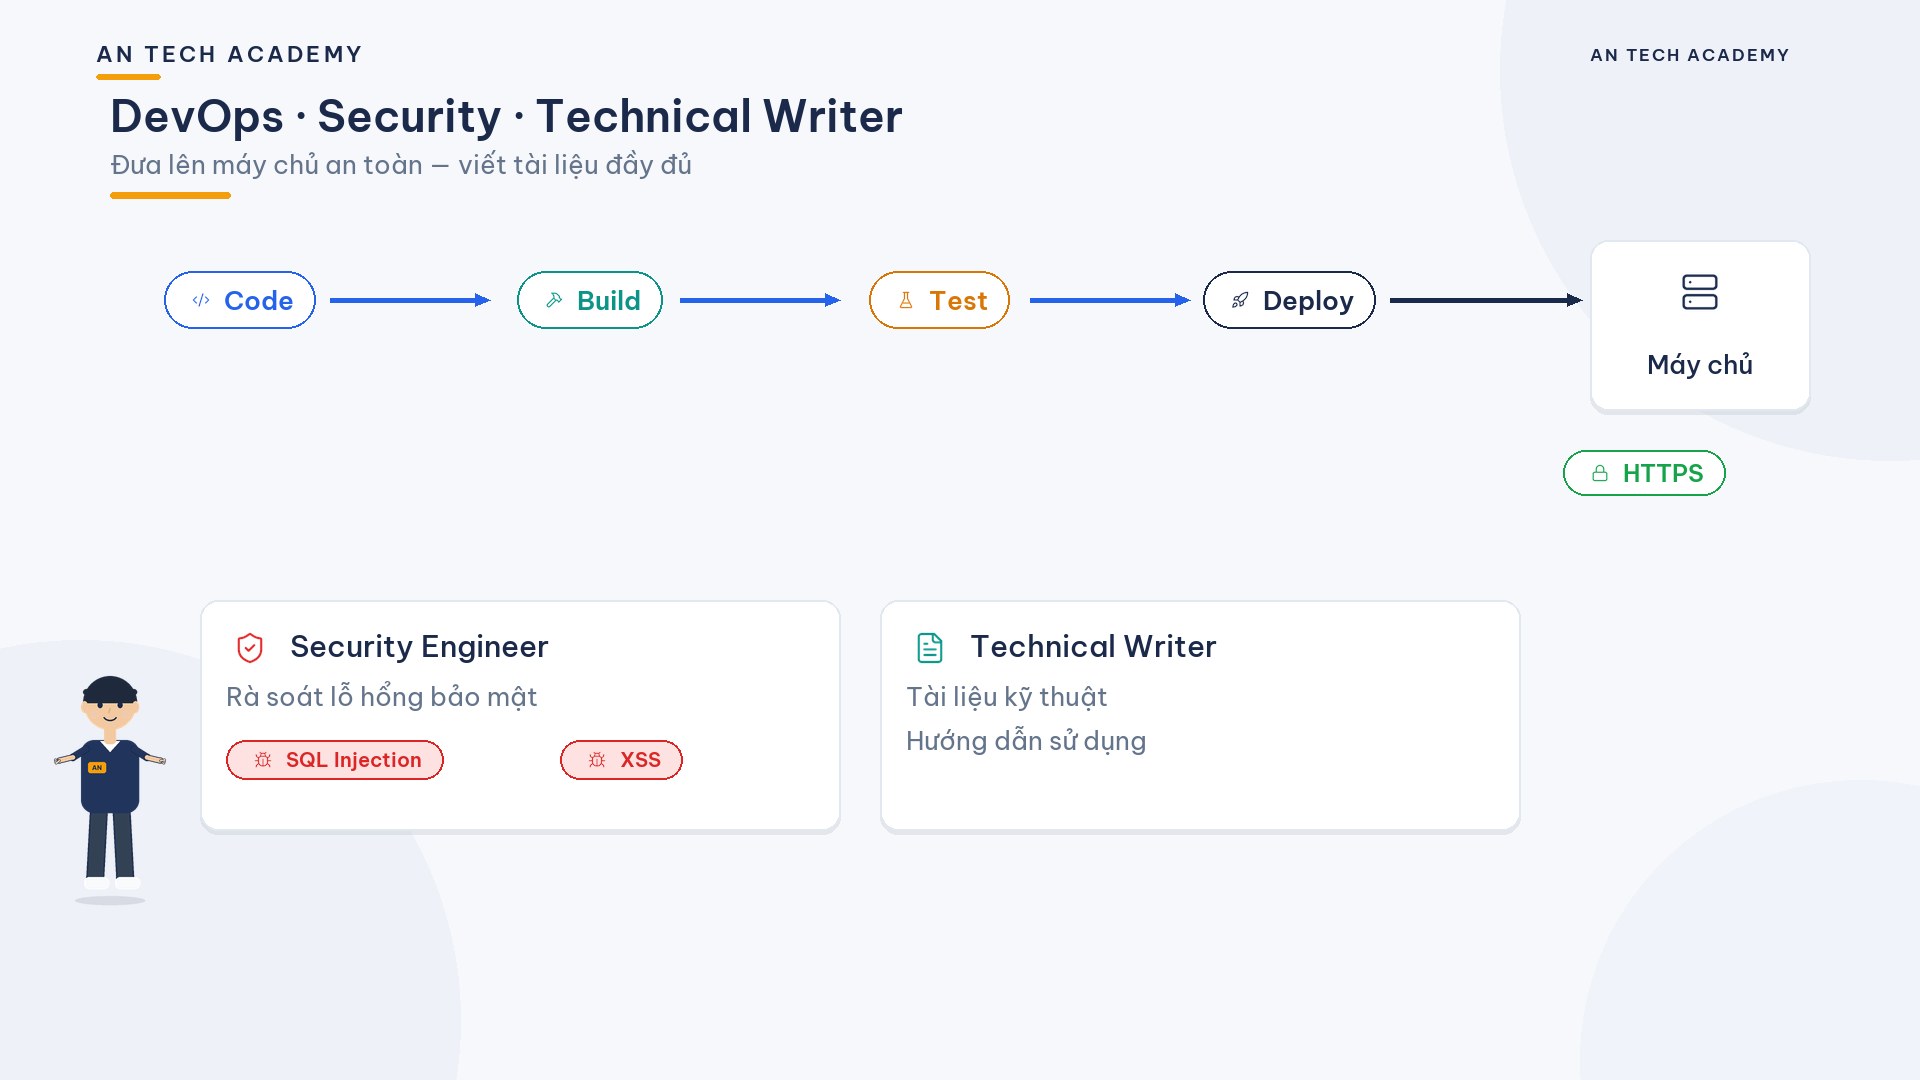 AN TECH ACADEMY
AN TECH ACADEMY
DevOps · Security · Technical Writer
Đưa lên máy chủ an toàn — viết tài liệu đầy đủ
Code
Build
Test
Deploy
Máy chủ
HTTPS
Security Engineer
Rà soát lỗ hổng bảo mật
SQL Injection
XSS
Technical Writer
Tài liệu kỹ thuật
Hướng dẫn sử dụng
AN